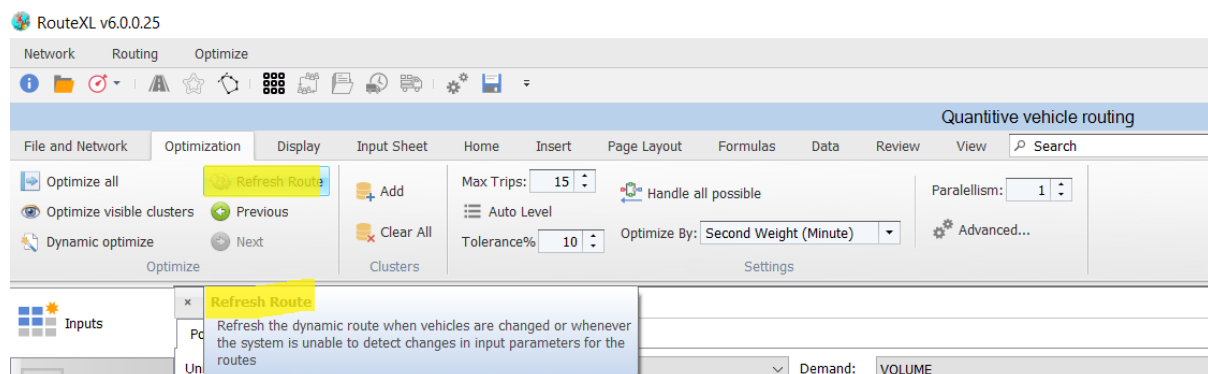 RouteXL v6.0.0.25
Network Routing Optimize
Quantitive vehicle routing
File and Network Optimization Display Input Sheet Home Insert Page Layout Formulas Data Review View Search
Optimize all Refresh Route Add Max Trips: 15 Handle all possible Paralellism: 1
Optimize visible clusters Previous Auto Level
Dynamic optimize Next Clear All Tolerance% 10 Optimize By: Second Weight (Minute) Advanced...
Optimize Clusters Settings
Inputs × Refresh Route
Refresh the dynamic route when vehicles are changed or whenever
the system is unable to detect changes in input parameters for the
routes
Demand: VOLUME